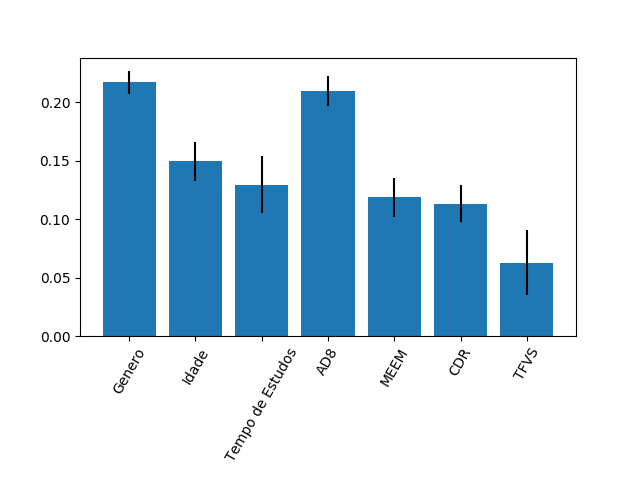 0.20
0.15
0.10
0.05
0.00
Genero
Idade
Tempo de Estudos
AD8
MEEM
CDR
TFVS